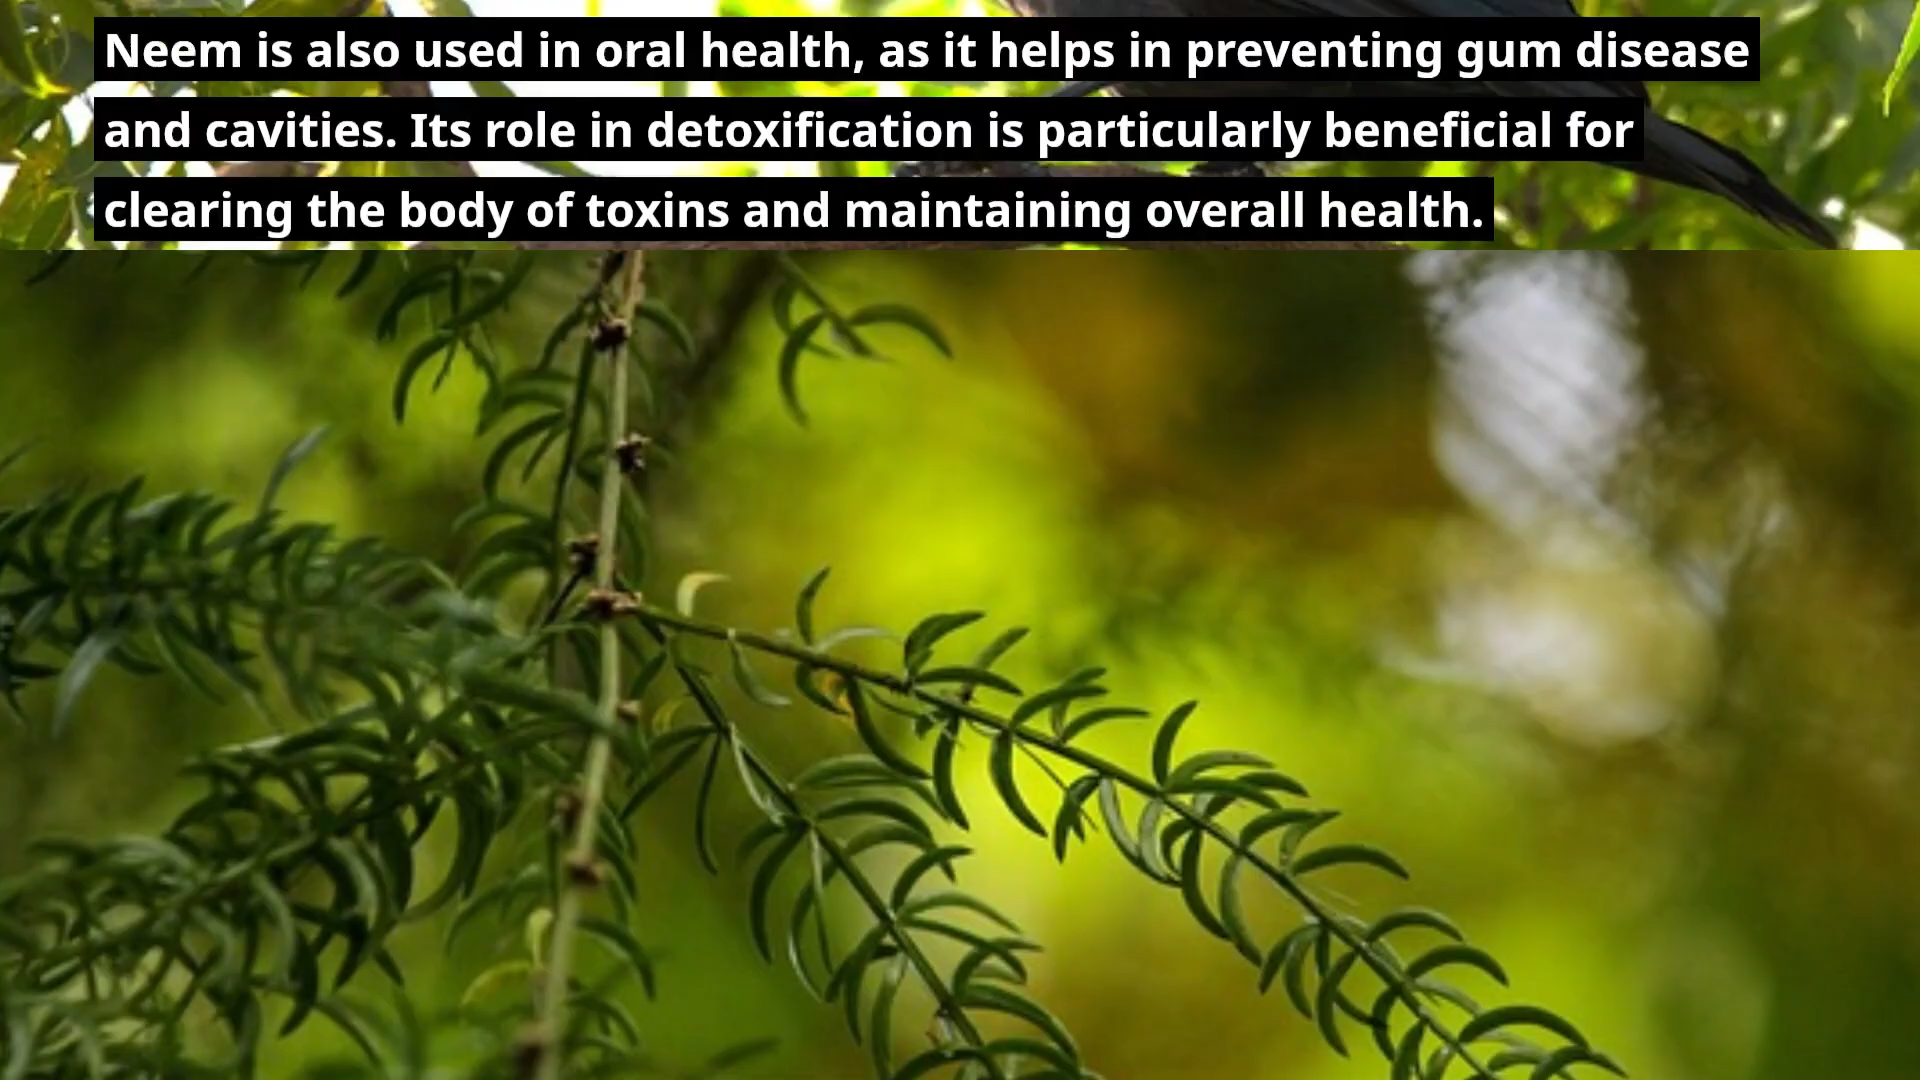 Neem is also used in oral health, as it helps in preventing gum disease
and cavities. Its role in detoxification is particularly beneficial for
clearing the body of toxins and maintaining overall health.